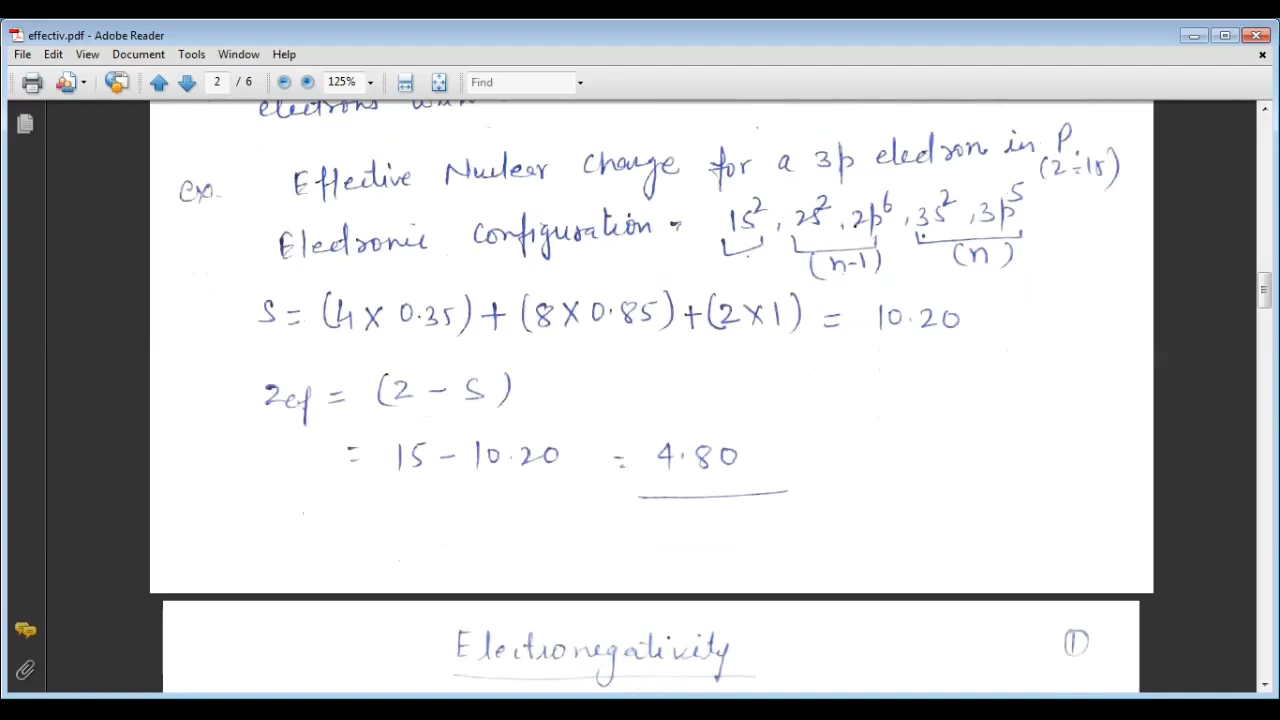 effectiv.pdf - Adobe Reader
File Edit View Document Tools Window Help
2 / 6 125% Find
electrons
ex. Effective Nuclear Charge for a 3p electron in P.
(Z=15)
Electronic Configuration - 1s², 2s², 2p⁶, 3s², 3p⁵
(n-1) (n)
S = (4 X 0.35) + (8 X 0.85) + (2 X 1) = 10.20
Zef = (Z - S)
= 15 - 10.20 = 4.80
Electronegativity ①